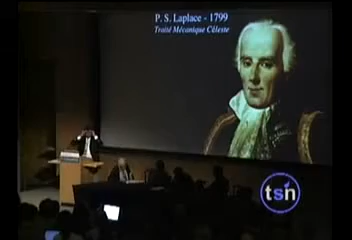 P. S. Laplace - 1799
Traité Mécanique Céleste
tsn